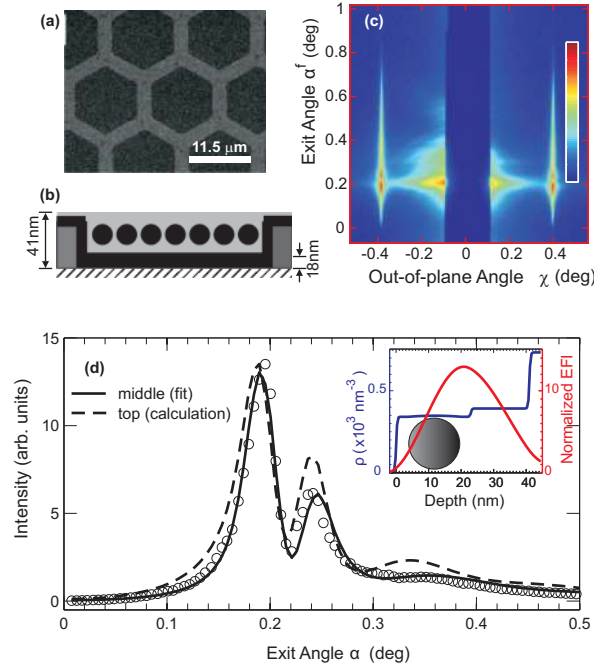 (a)
11.5 μm
(b)
41nm
18nm
(c)
Exit Angle αf (deg)
1
0.8
0.6
0.4
0.2
0
-0.4 -0.2 0 0.2 0.4
Out-of-plane Angle χ (deg)
(d)
middle (fit)
top (calculation)
Intensity (arb. units)
15
10
5
0
0 0.1 0.2 0.3 0.4 0.5
Exit Angle α (deg)
ρ (x10³ nm-3)
0.5
0
Normalized EFI
10
0
0 10 20 30 40
Depth (nm)